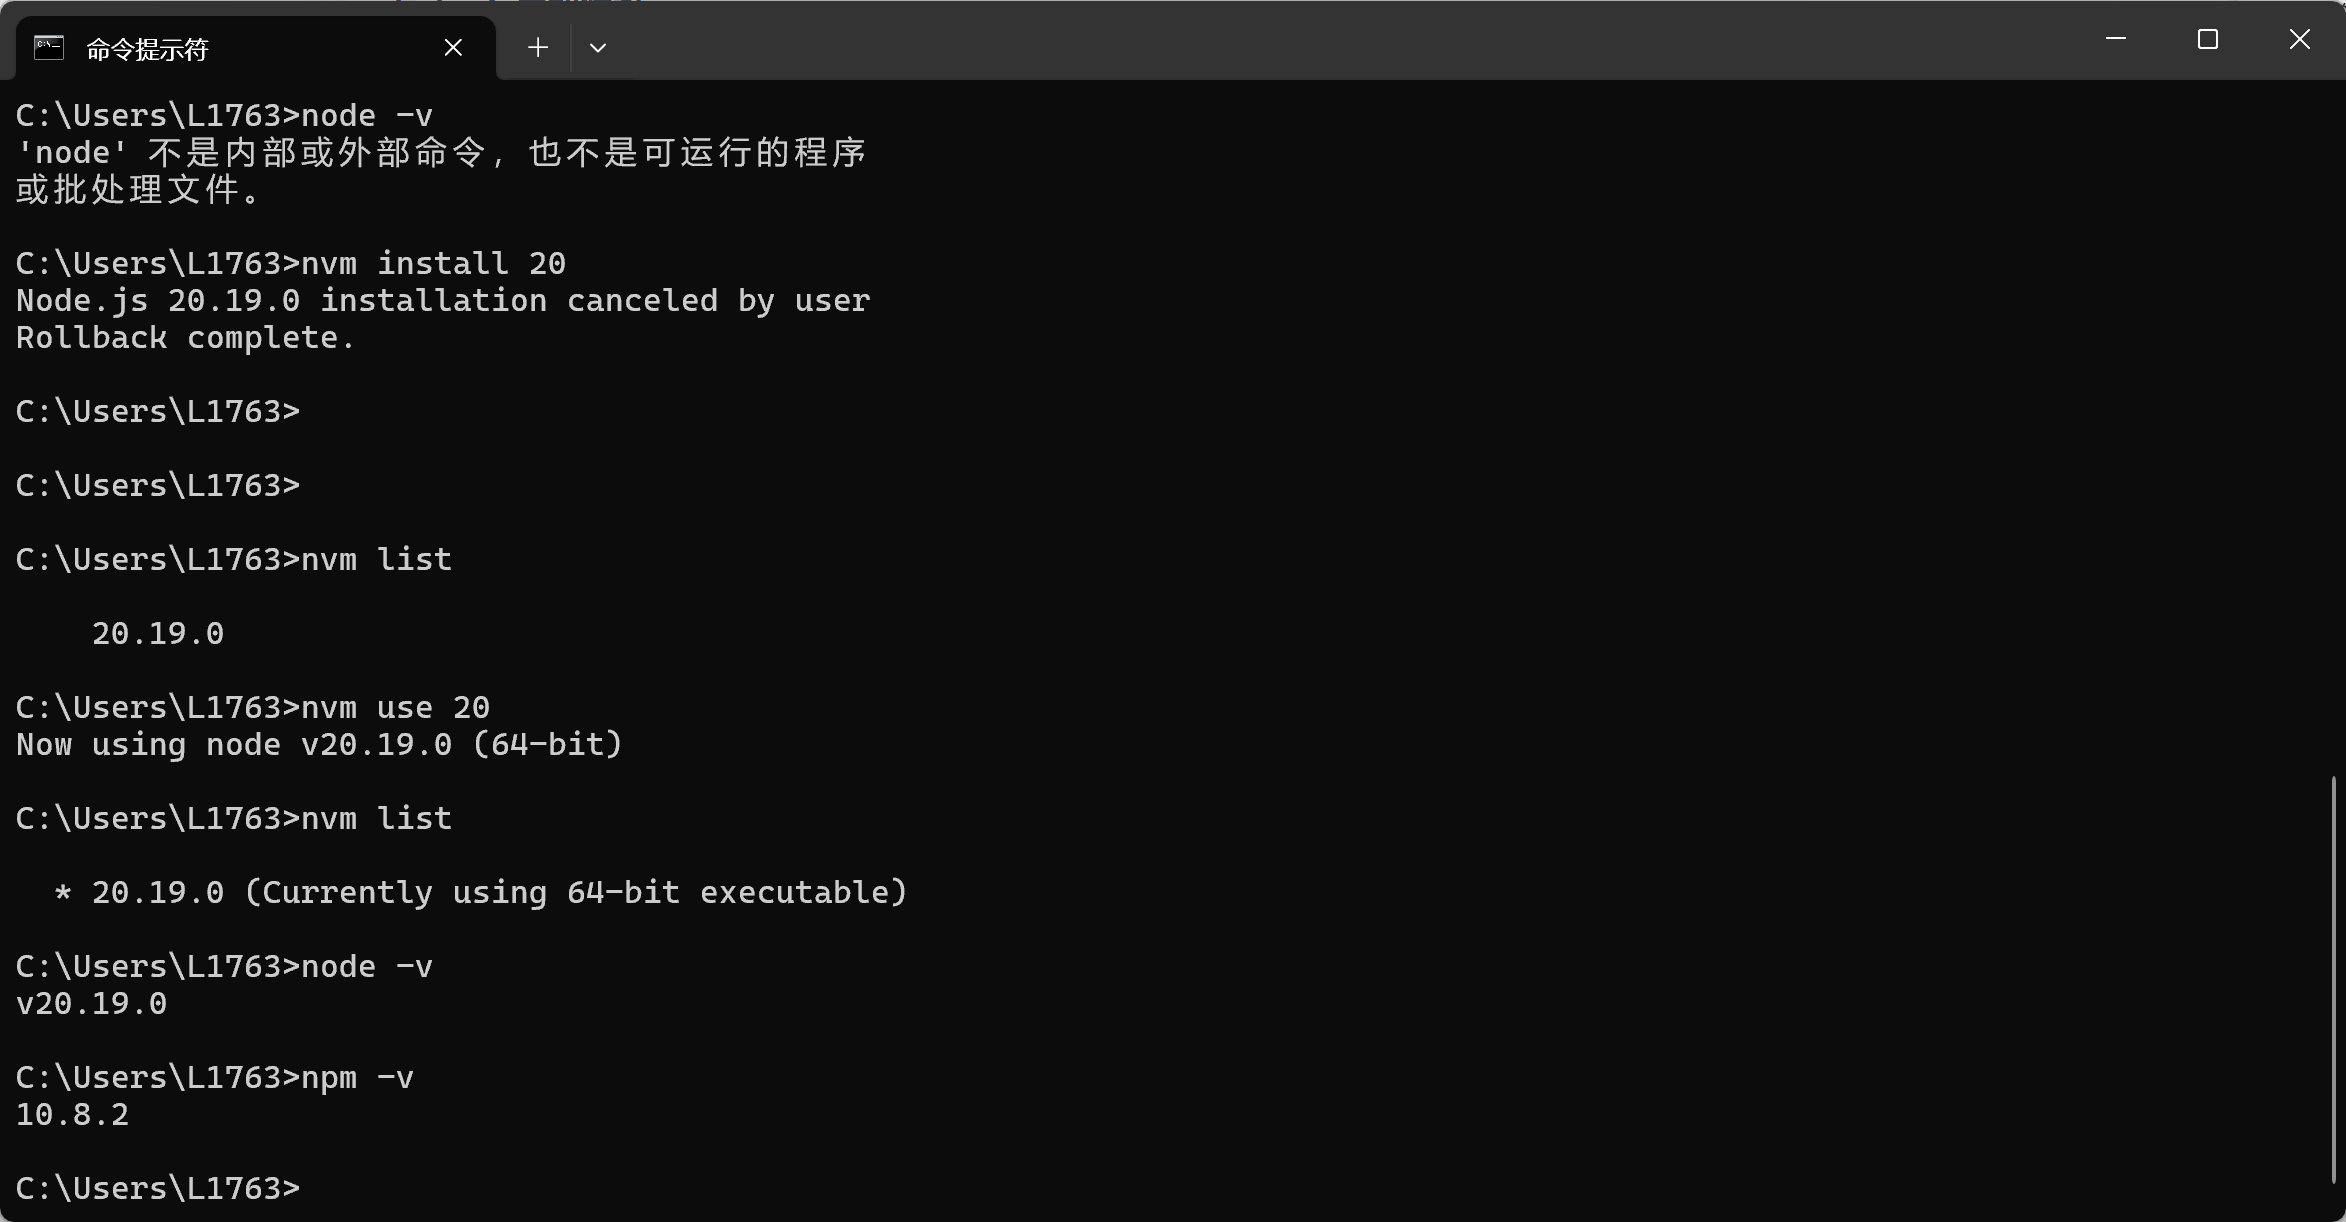 命令提示符
C:\Users\L1763>node -v
'node' 不是内部或外部命令，也不是可运行的程序
或批处理文件。
C:\Users\L1763>nvm install 20
Node.js 20.19.0 installation canceled by user
Rollback complete.
C:\Users\L1763>
C:\Users\L1763>
C:\Users\L1763>nvm list
20.19.0
C:\Users\L1763>nvm use 20
Now using node v20.19.0 (64-bit)
C:\Users\L1763>nvm list
* 20.19.0 (Currently using 64-bit executable)
C:\Users\L1763>node -v
v20.19.0
C:\Users\L1763>npm -v
10.8.2
C:\Users\L1763>